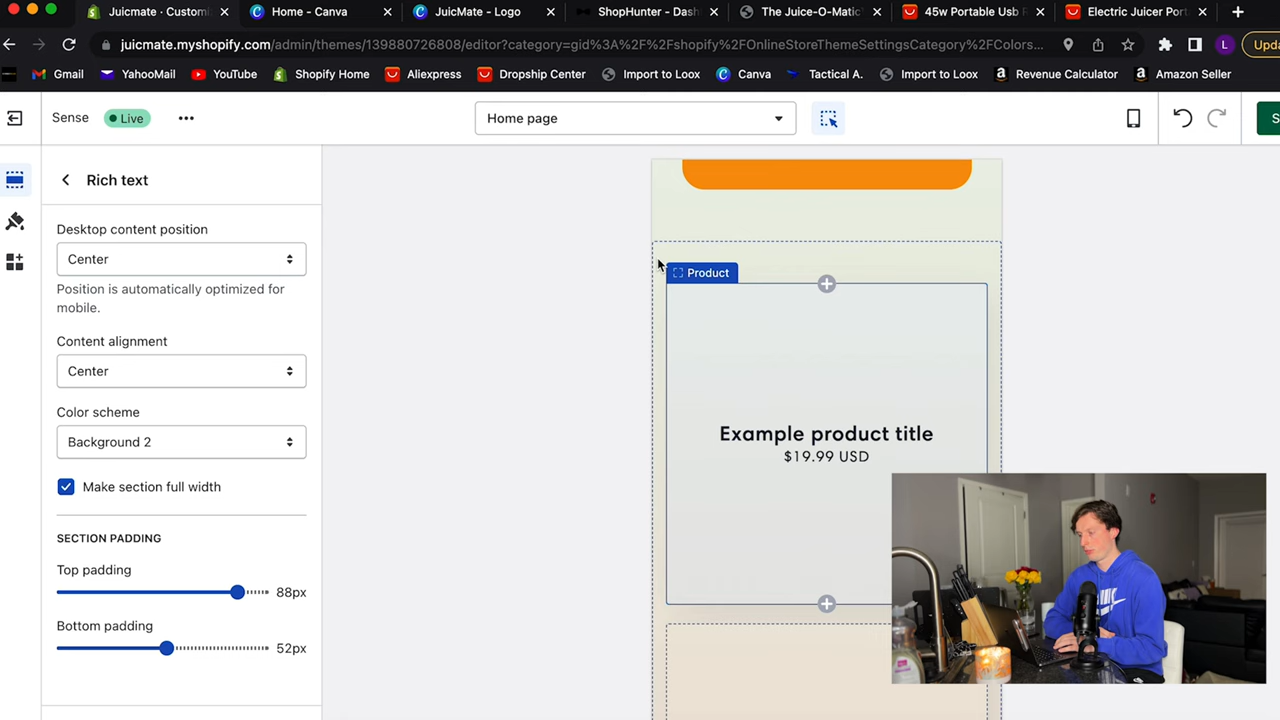 Juicmate · Customi
Home - Canva
JuicMate - Logo
ShopHunter - Dash
The Juice-O-Matic
45w Portable Usb R
Electric Juicer Port
juicmate.myshopify.com/admin/themes/139880726808/editor?category=gid%3A%2F%2Fshopify%2FOnlineStoreThemeSettingsCategory%2FColors...
L
Upda
Gmail
YahooMail
YouTube
Shopify Home
Aliexpress
Dropship Center
Import to Loox
Canva
Tactical A.
Import to Loox
Revenue Calculator
Amazon Seller
Sense
Live
Home page
S
Rich text
Desktop content position
Center
Position is automatically optimized for
mobile.
Content alignment
Center
Color scheme
Background 2
Make section full width
SECTION PADDING
Top padding
88px
Bottom padding
52px
Product
Example product title
$19.99 USD